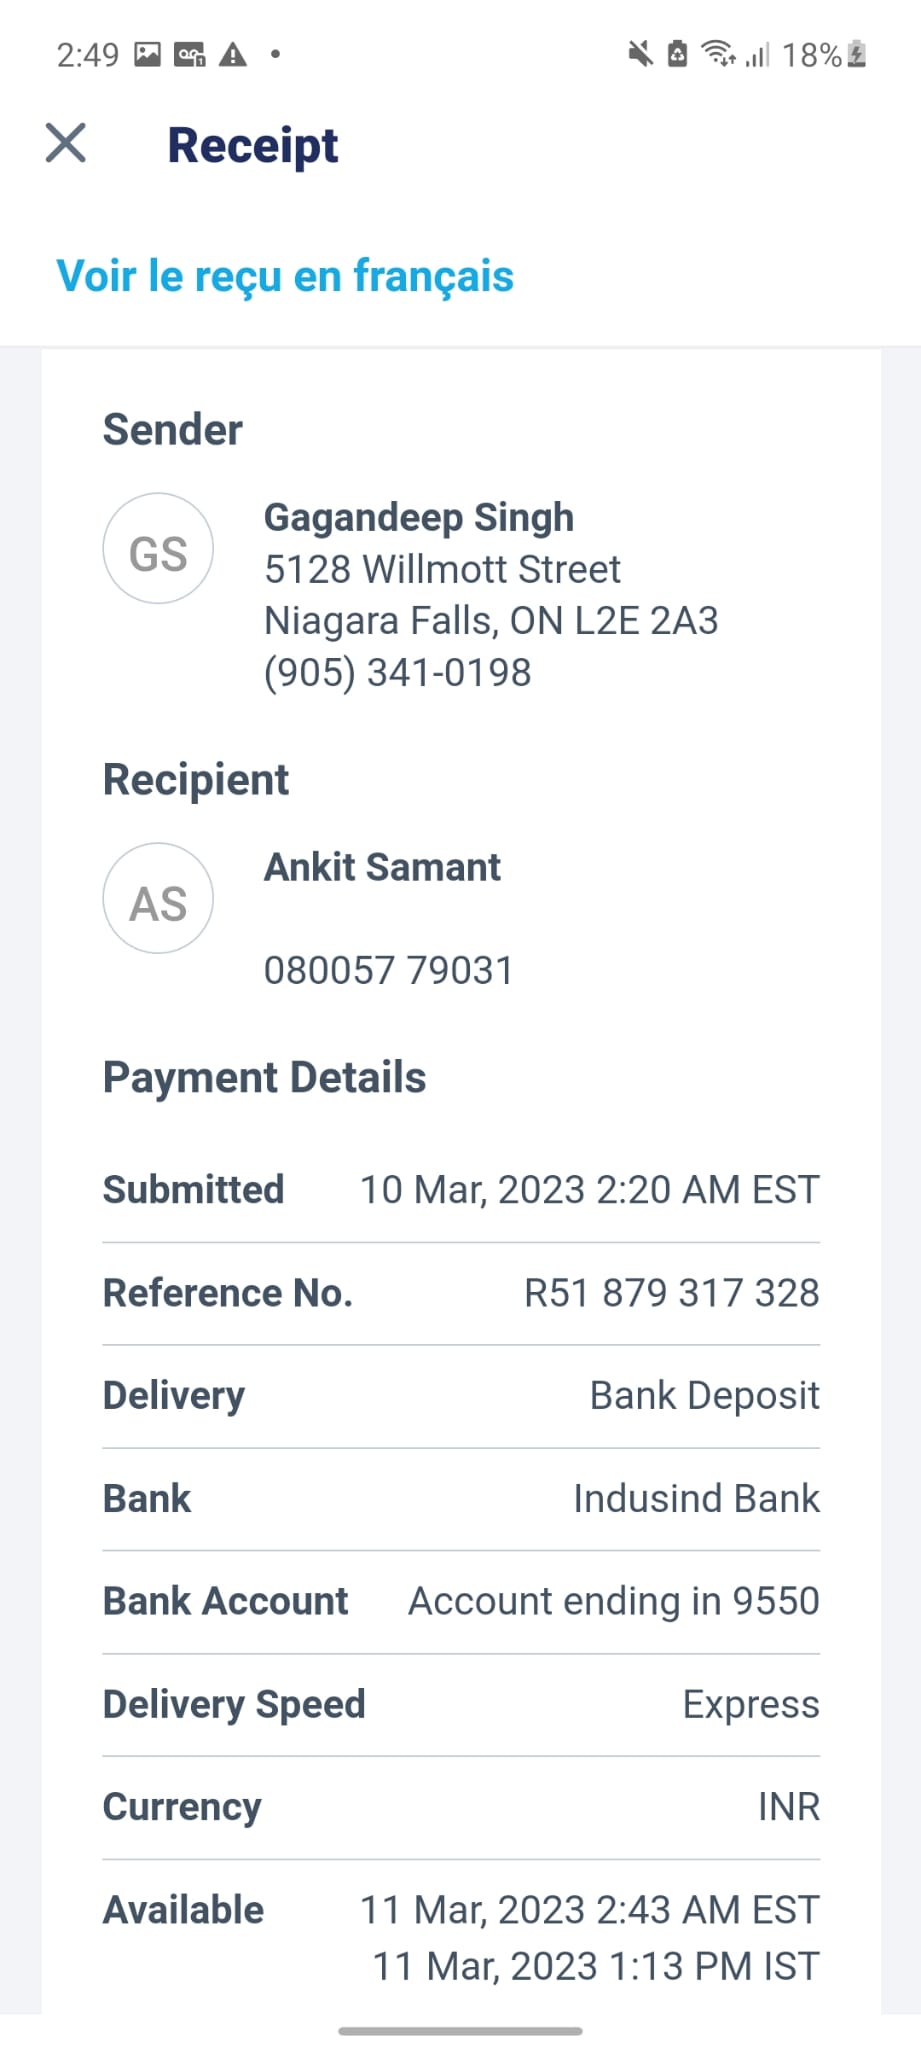 2:49
18%
Receipt
Voir le reçu en français
Sender
GS
Gagandeep Singh
5128 Willmott Street
Niagara Falls, ON L2E 2A3
(905) 341-0198
Recipient
AS
Ankit Samant
080057 79031
Payment Details
Submitted 10 Mar, 2023 2:20 AM EST
Reference No. R51 879 317 328
Delivery Bank Deposit
Bank Indusind Bank
Bank Account Account ending in 9550
Delivery Speed Express
Currency INR
Available 11 Mar, 2023 2:43 AM EST
11 Mar, 2023 1:13 PM IST